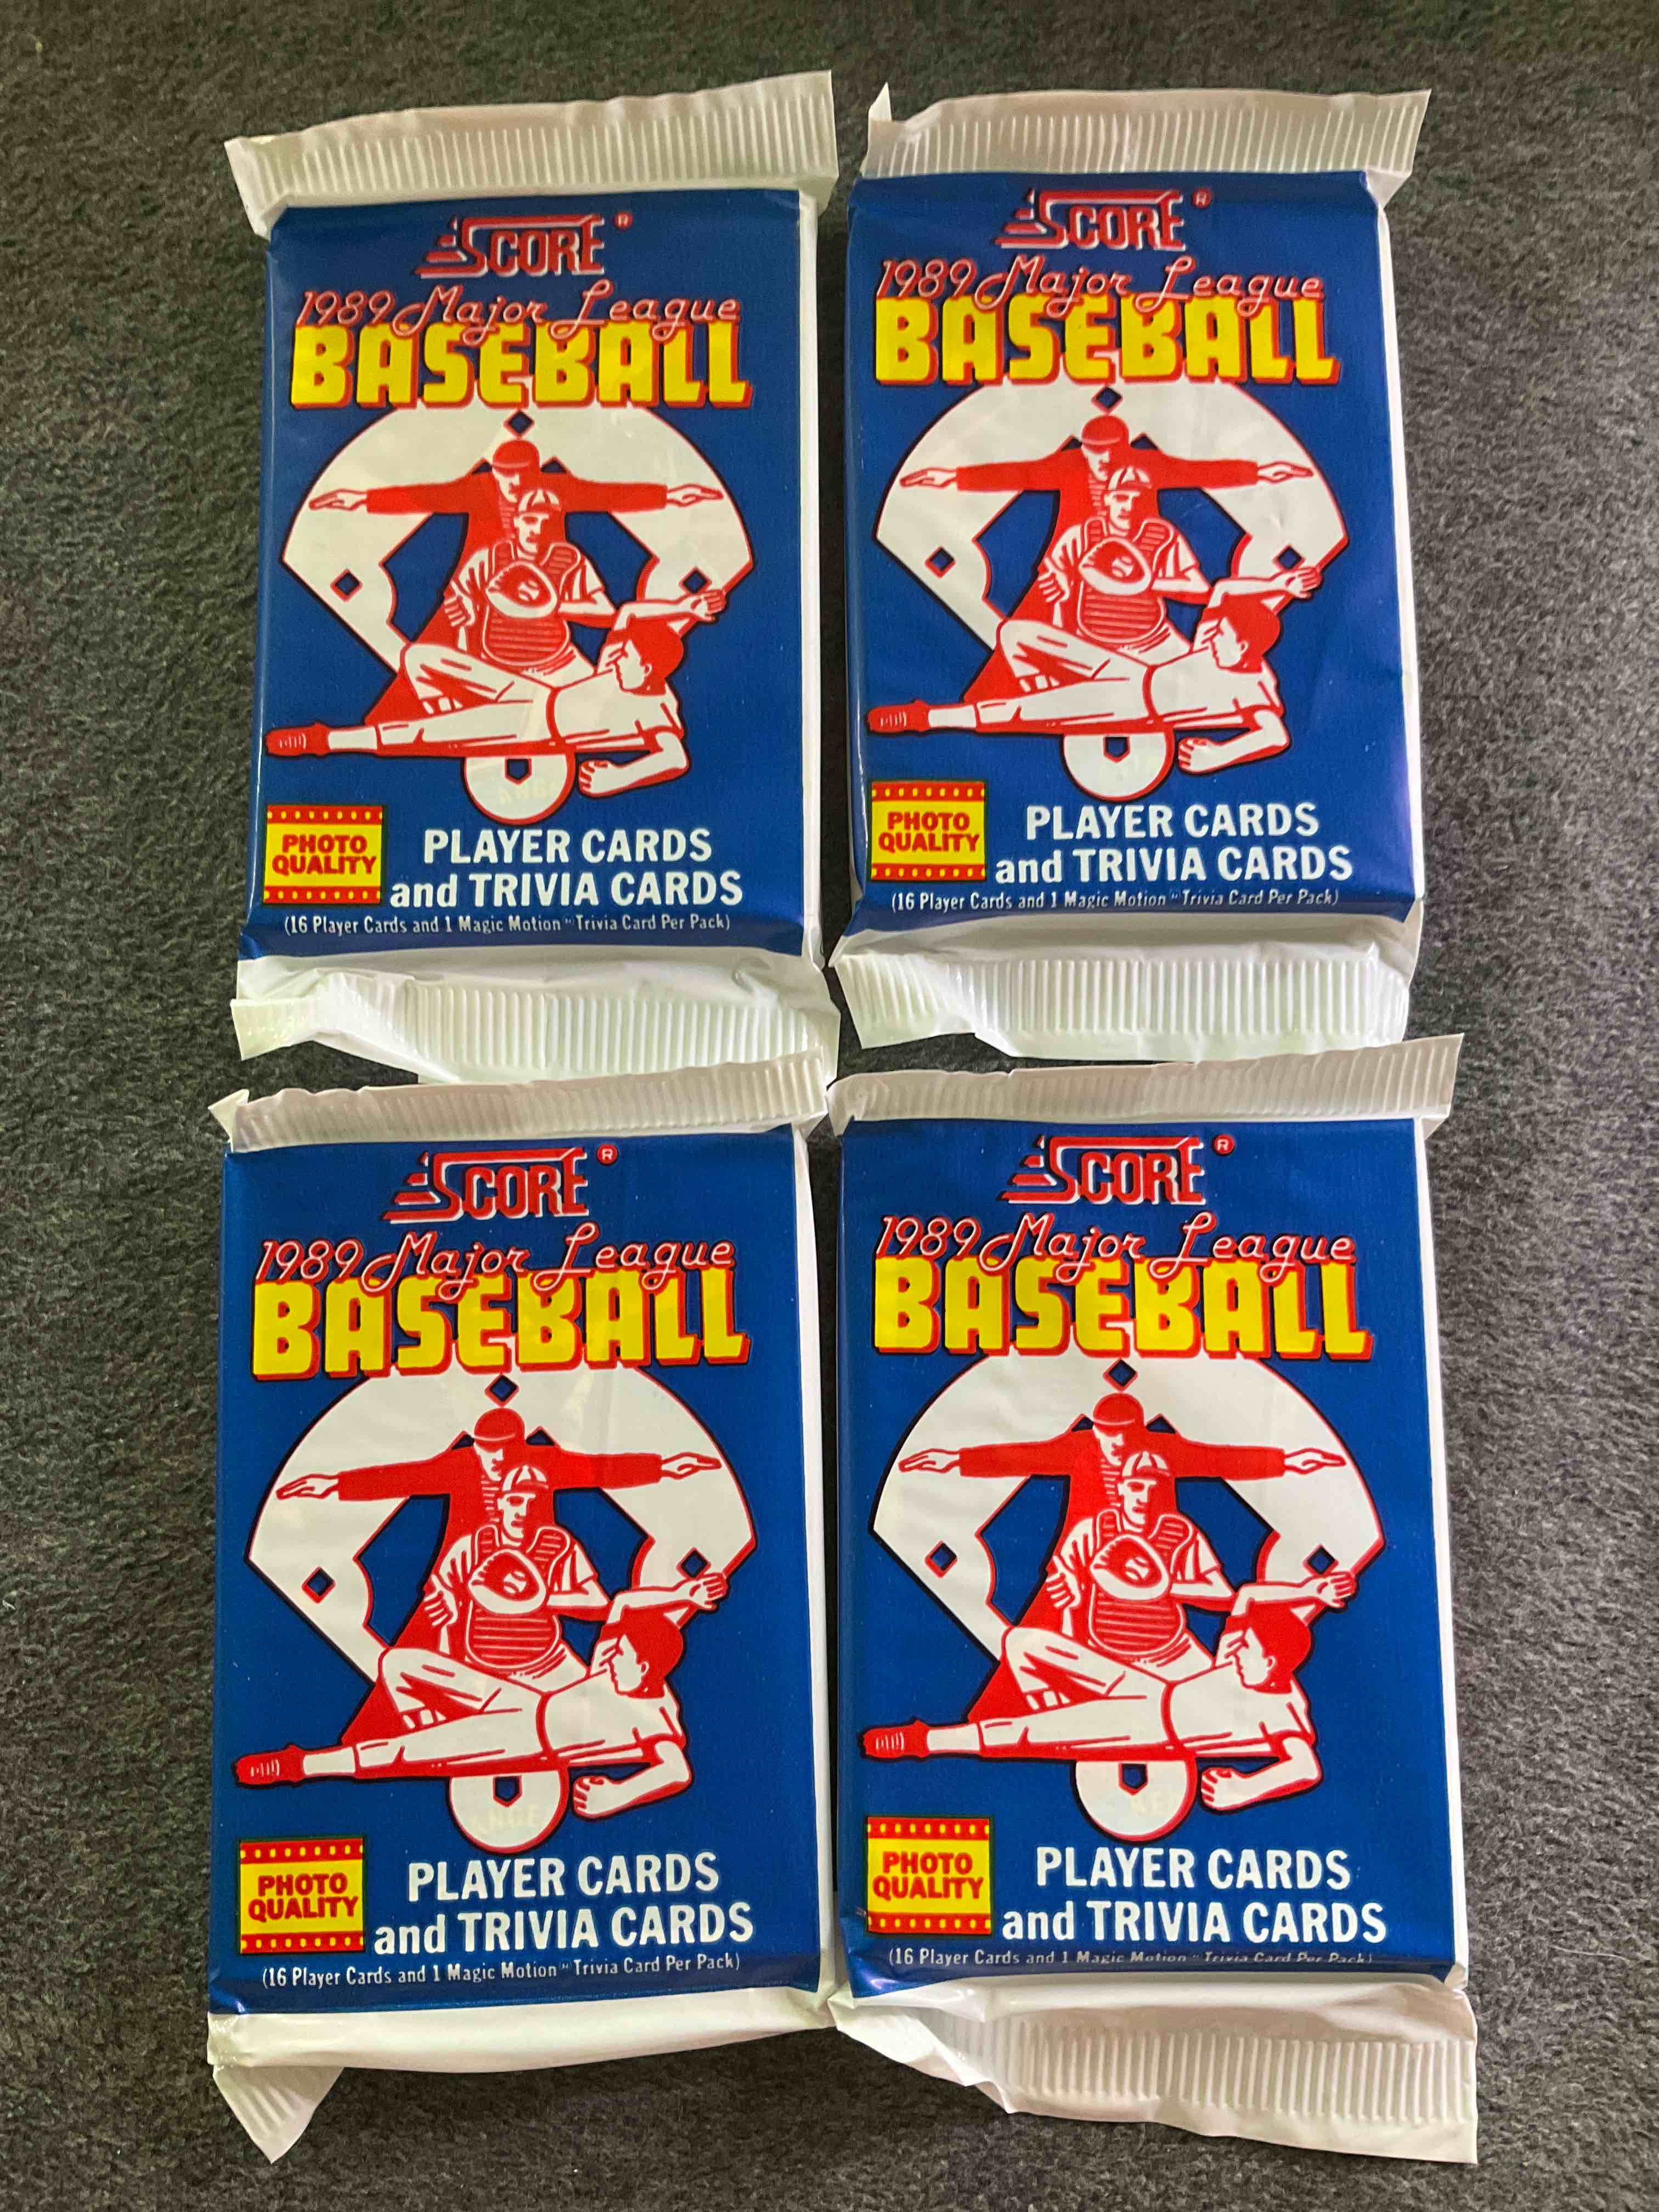 SCORE®
1989 Major League
BASEBALL
PHOTO
QUALITY
PLAYER CARDS
and TRIVIA CARDS
(16 Player Cards and 1 Magic Motion™ Trivia Card Per Pack)
SCORE®
1989 Major League
BASEBALL
PHOTO
QUALITY
PLAYER CARDS
and TRIVIA CARDS
(16 Player Cards and 1 Magic Motion™ Trivia Card Per Pack)
SCORE®
1989 Major League
BASEBALL
PHOTO
QUALITY
PLAYER CARDS
and TRIVIA CARDS
(16 Player Cards and 1 Magic Motion™ Trivia Card Per Pack)
SCORE®
1989 Major League
BASEBALL
PHOTO
QUALITY
PLAYER CARDS
and TRIVIA CARDS
(16 Player Cards and 1 Magic Motion™ Trivia Card Per Pack)